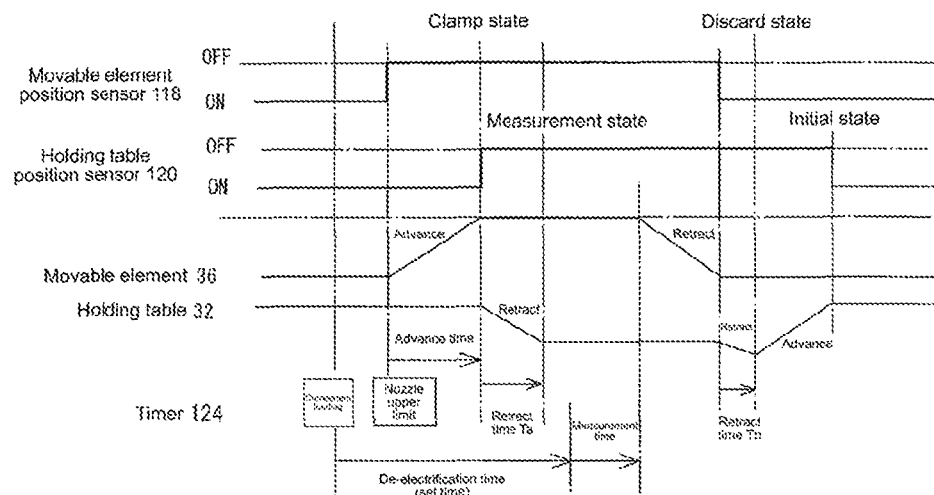 Clamp state
Discard state
OFF
Movable element
position sensor 118
ON
Measurement state
Initial state
OFF
Holding table
position sensor 120
ON
Advance
Retract
Movable element 36
Holding table 32
Retract
Retract
Advance
Advance time
Nozzle
upper
limit
Timer 124
Retract
time Ta
Measurement
time
Retract
time Tb
De-electrification time
(set time)